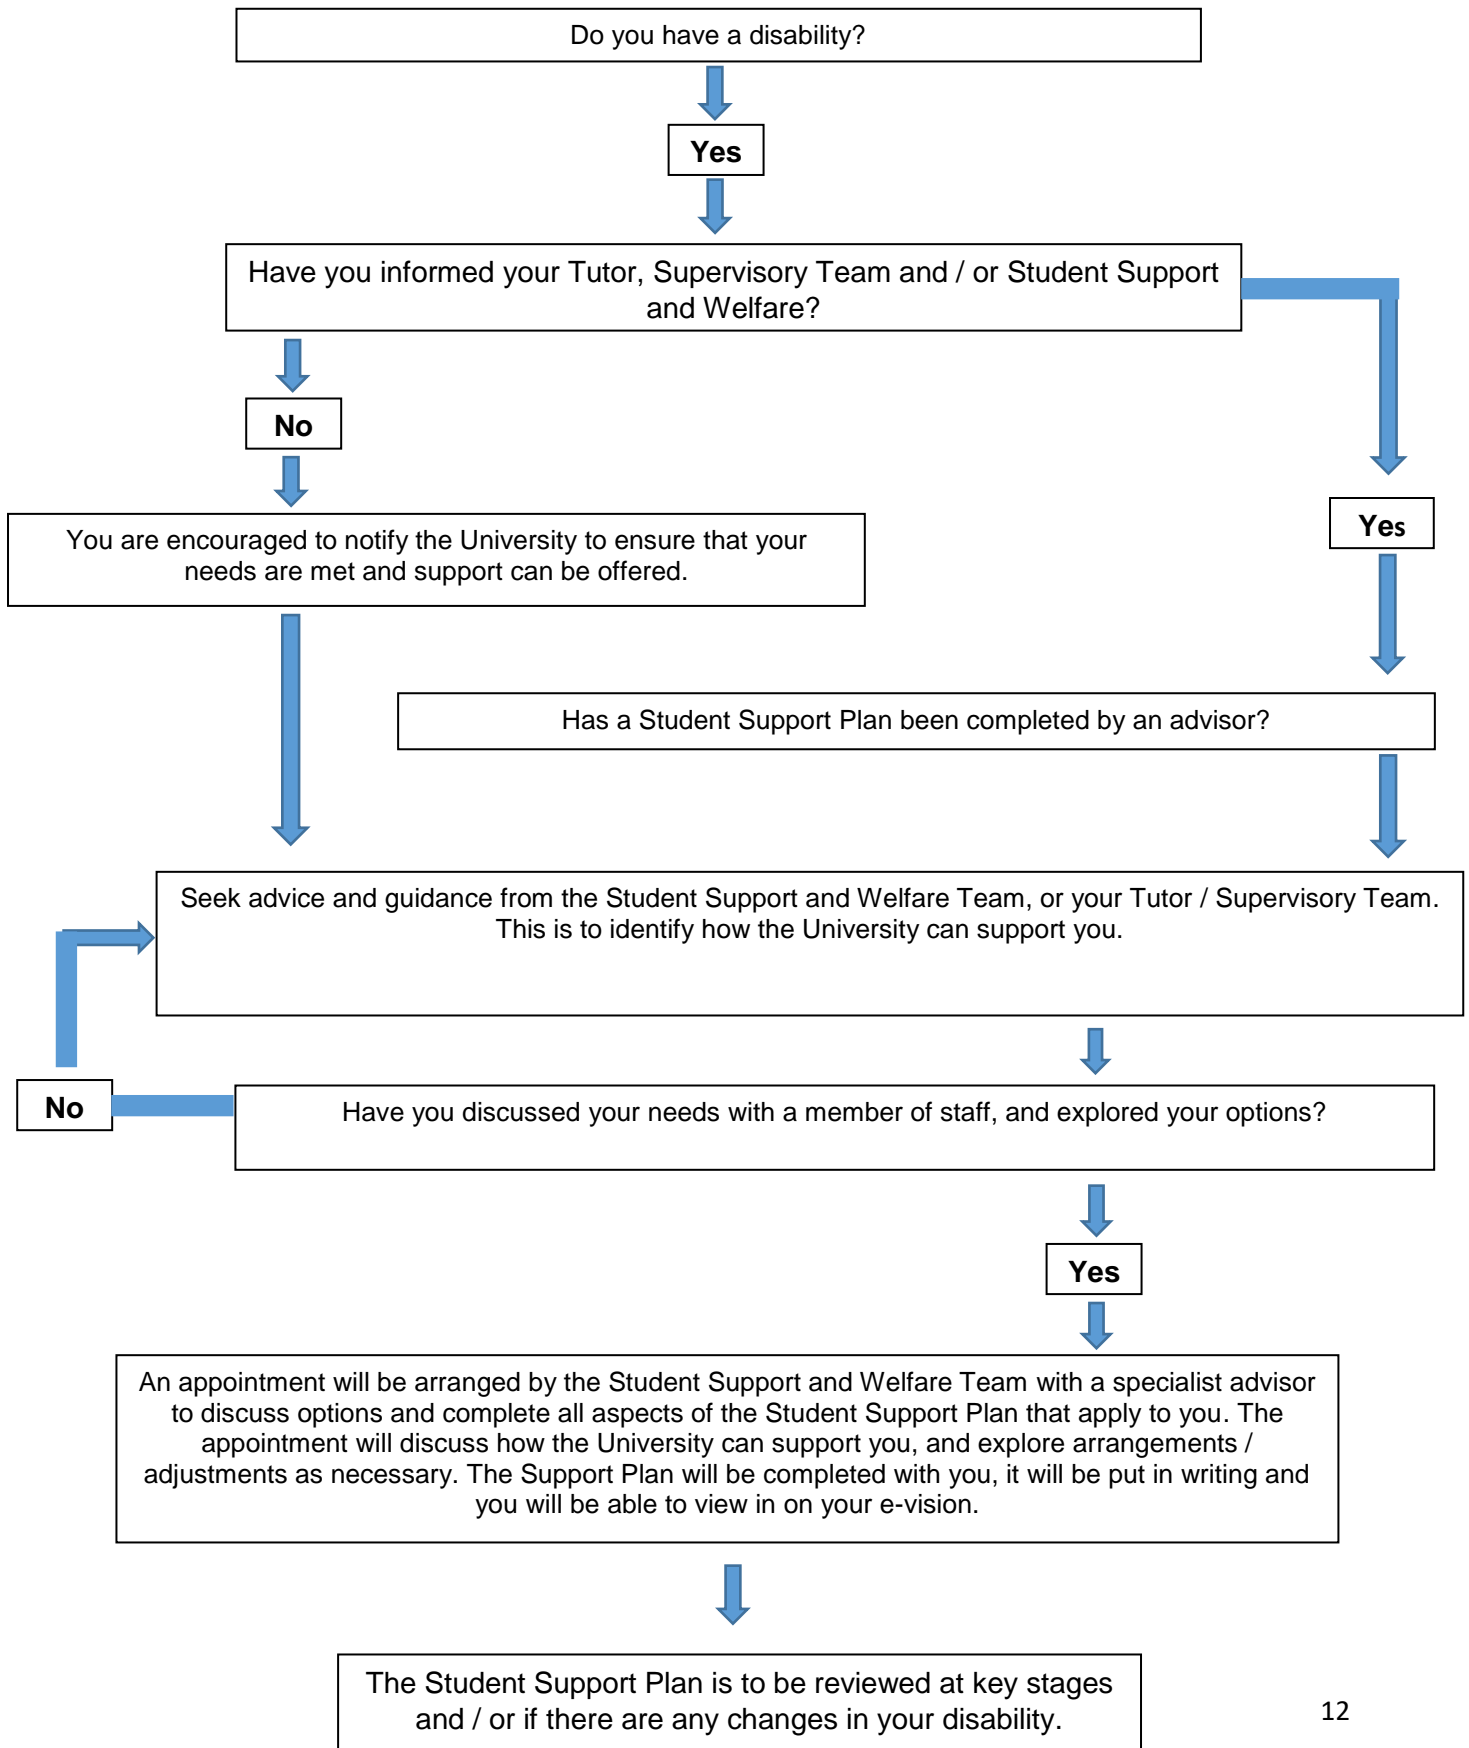 Do you have a disability?
Yes
Have you informed your Tutor, Supervisory Team and / or Student Support
and Welfare?
No
Yes
You are encouraged to notify the University to ensure that your
needs are met and support can be offered.
Has a Student Support Plan been completed by an advisor?
Seek advice and guidance from the Student Support and Welfare Team, or your Tutor / Supervisory Team.
This is to identify how the University can support you.
No
Have you discussed your needs with a member of staff, and explored your options?
Yes
An appointment will be arranged by the Student Support and Welfare Team with a specialist advisor
to discuss options and complete all aspects of the Student Support Plan that apply to you. The
appointment will discuss how the University can support you, and explore arrangements /
adjustments as necessary. The Support Plan will be completed with you, it will be put in writing and
you will be able to view in on your e-vision.
The Student Support Plan is to be reviewed at key stages
and / or if there are any changes in your disability.
12